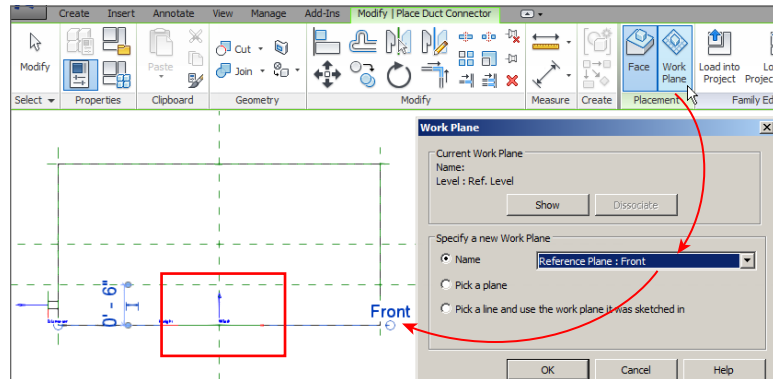 Create Insert Annotate View Manage Add-Ins Modify | Place Duct Connector
Modify
Paste
Cut
Join
Face
Work Plane
Load into Project
Select Properties Clipboard Geometry Modify Measure Create Placement Family Ed
Work Plane
Current Work Plane
Name:
Level : Ref. Level
Show Dissociate
Specify a new Work Plane
Name Reference Plane : Front
Pick a plane
Pick a line and use the work plane it was sketched in
OK Cancel Help
0' - 6"
Front